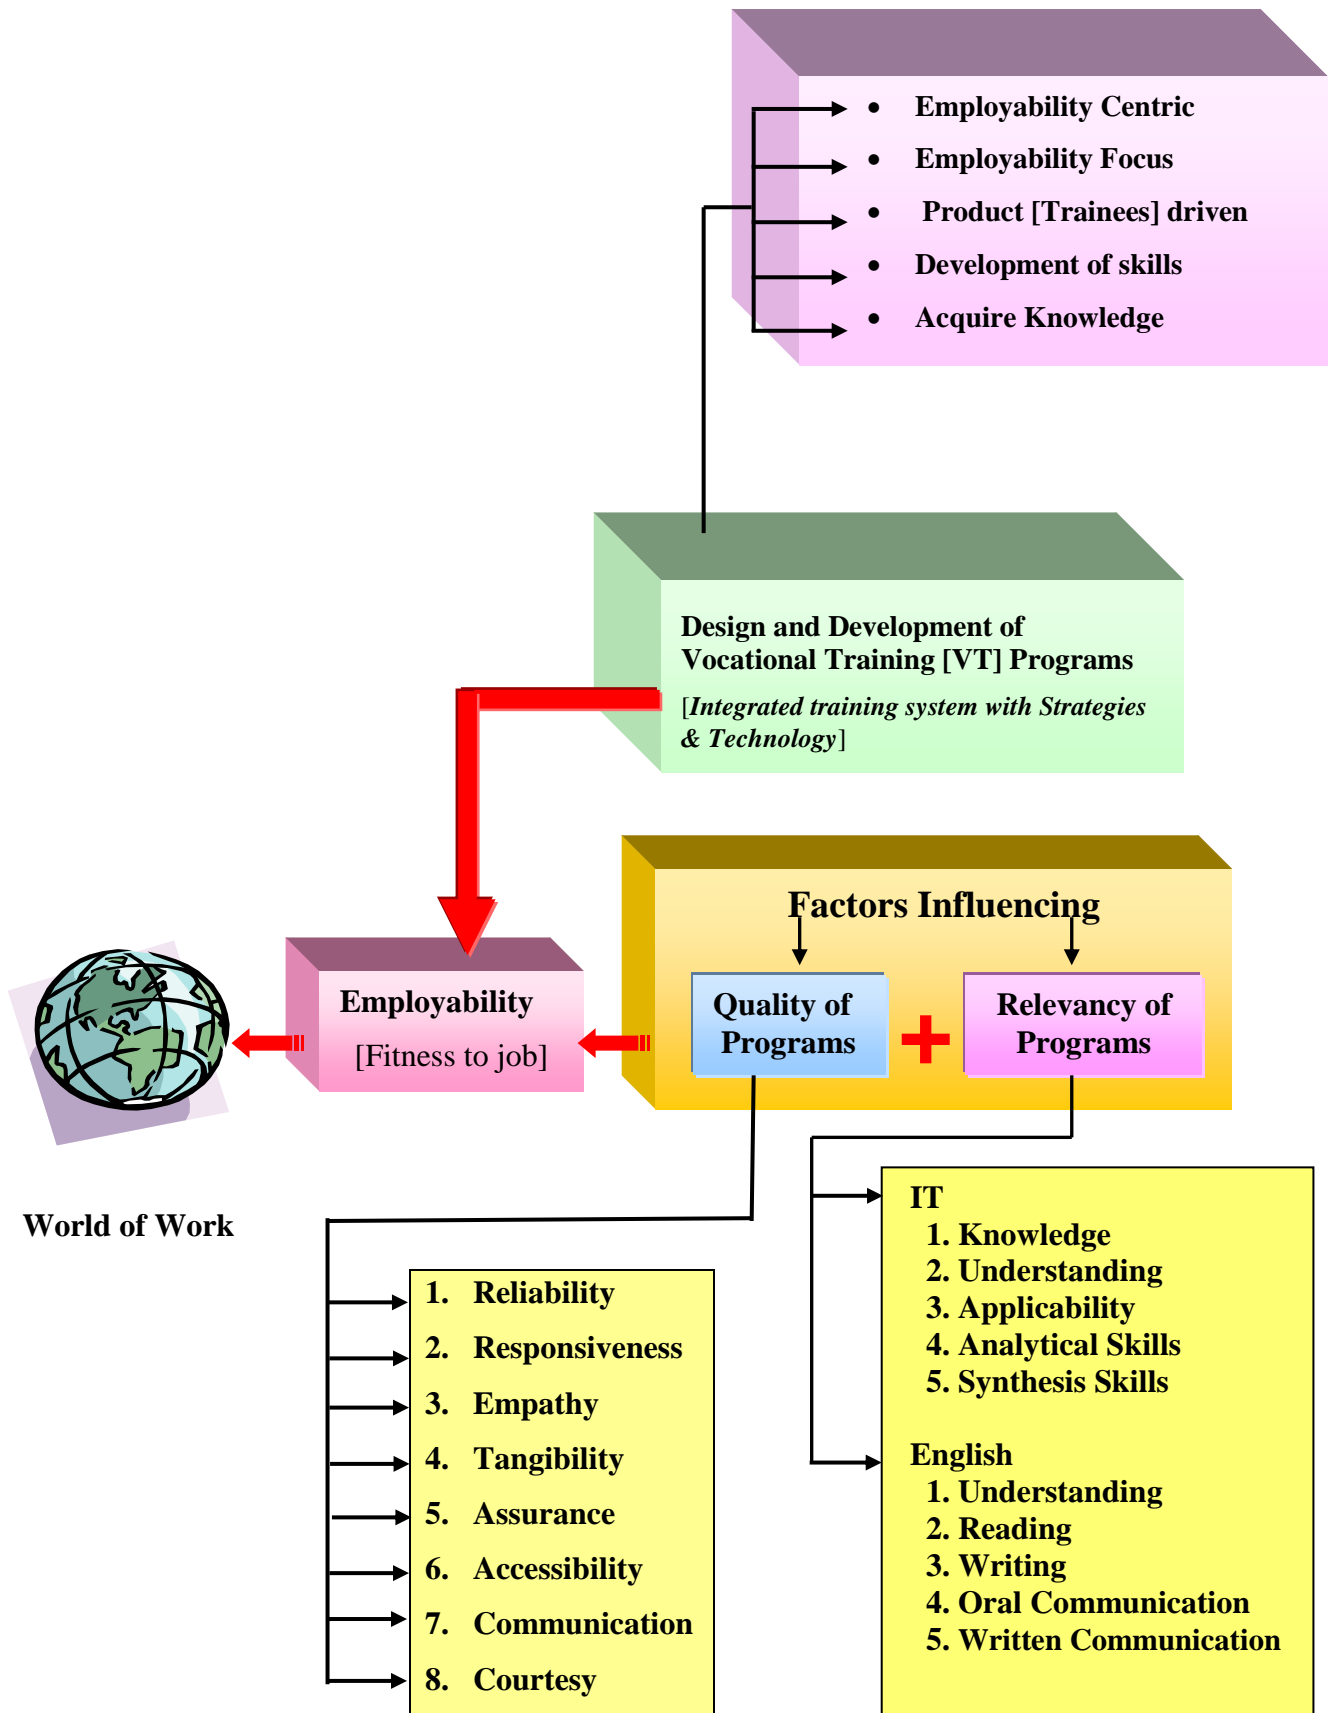 • Employability Centric
• Employability Focus
• Product [Trainees] driven
• Development of skills
• Acquire Knowledge
Design and Development of
Vocational Training [VT] Programs
[Integrated training system with Strategies
& Technology]
Factors Influencing
Quality of
Programs
+
Relevancy of
Programs
Employability
[Fitness to job]
World of Work
1. Reliability
2. Responsiveness
3. Empathy
4. Tangibility
5. Assurance
6. Accessibility
7. Communication
8. Courtesy
IT
1. Knowledge
2. Understanding
3. Applicability
4. Analytical Skills
5. Synthesis Skills
English
1. Understanding
2. Reading
3. Writing
4. Oral Communication
5. Written Communication